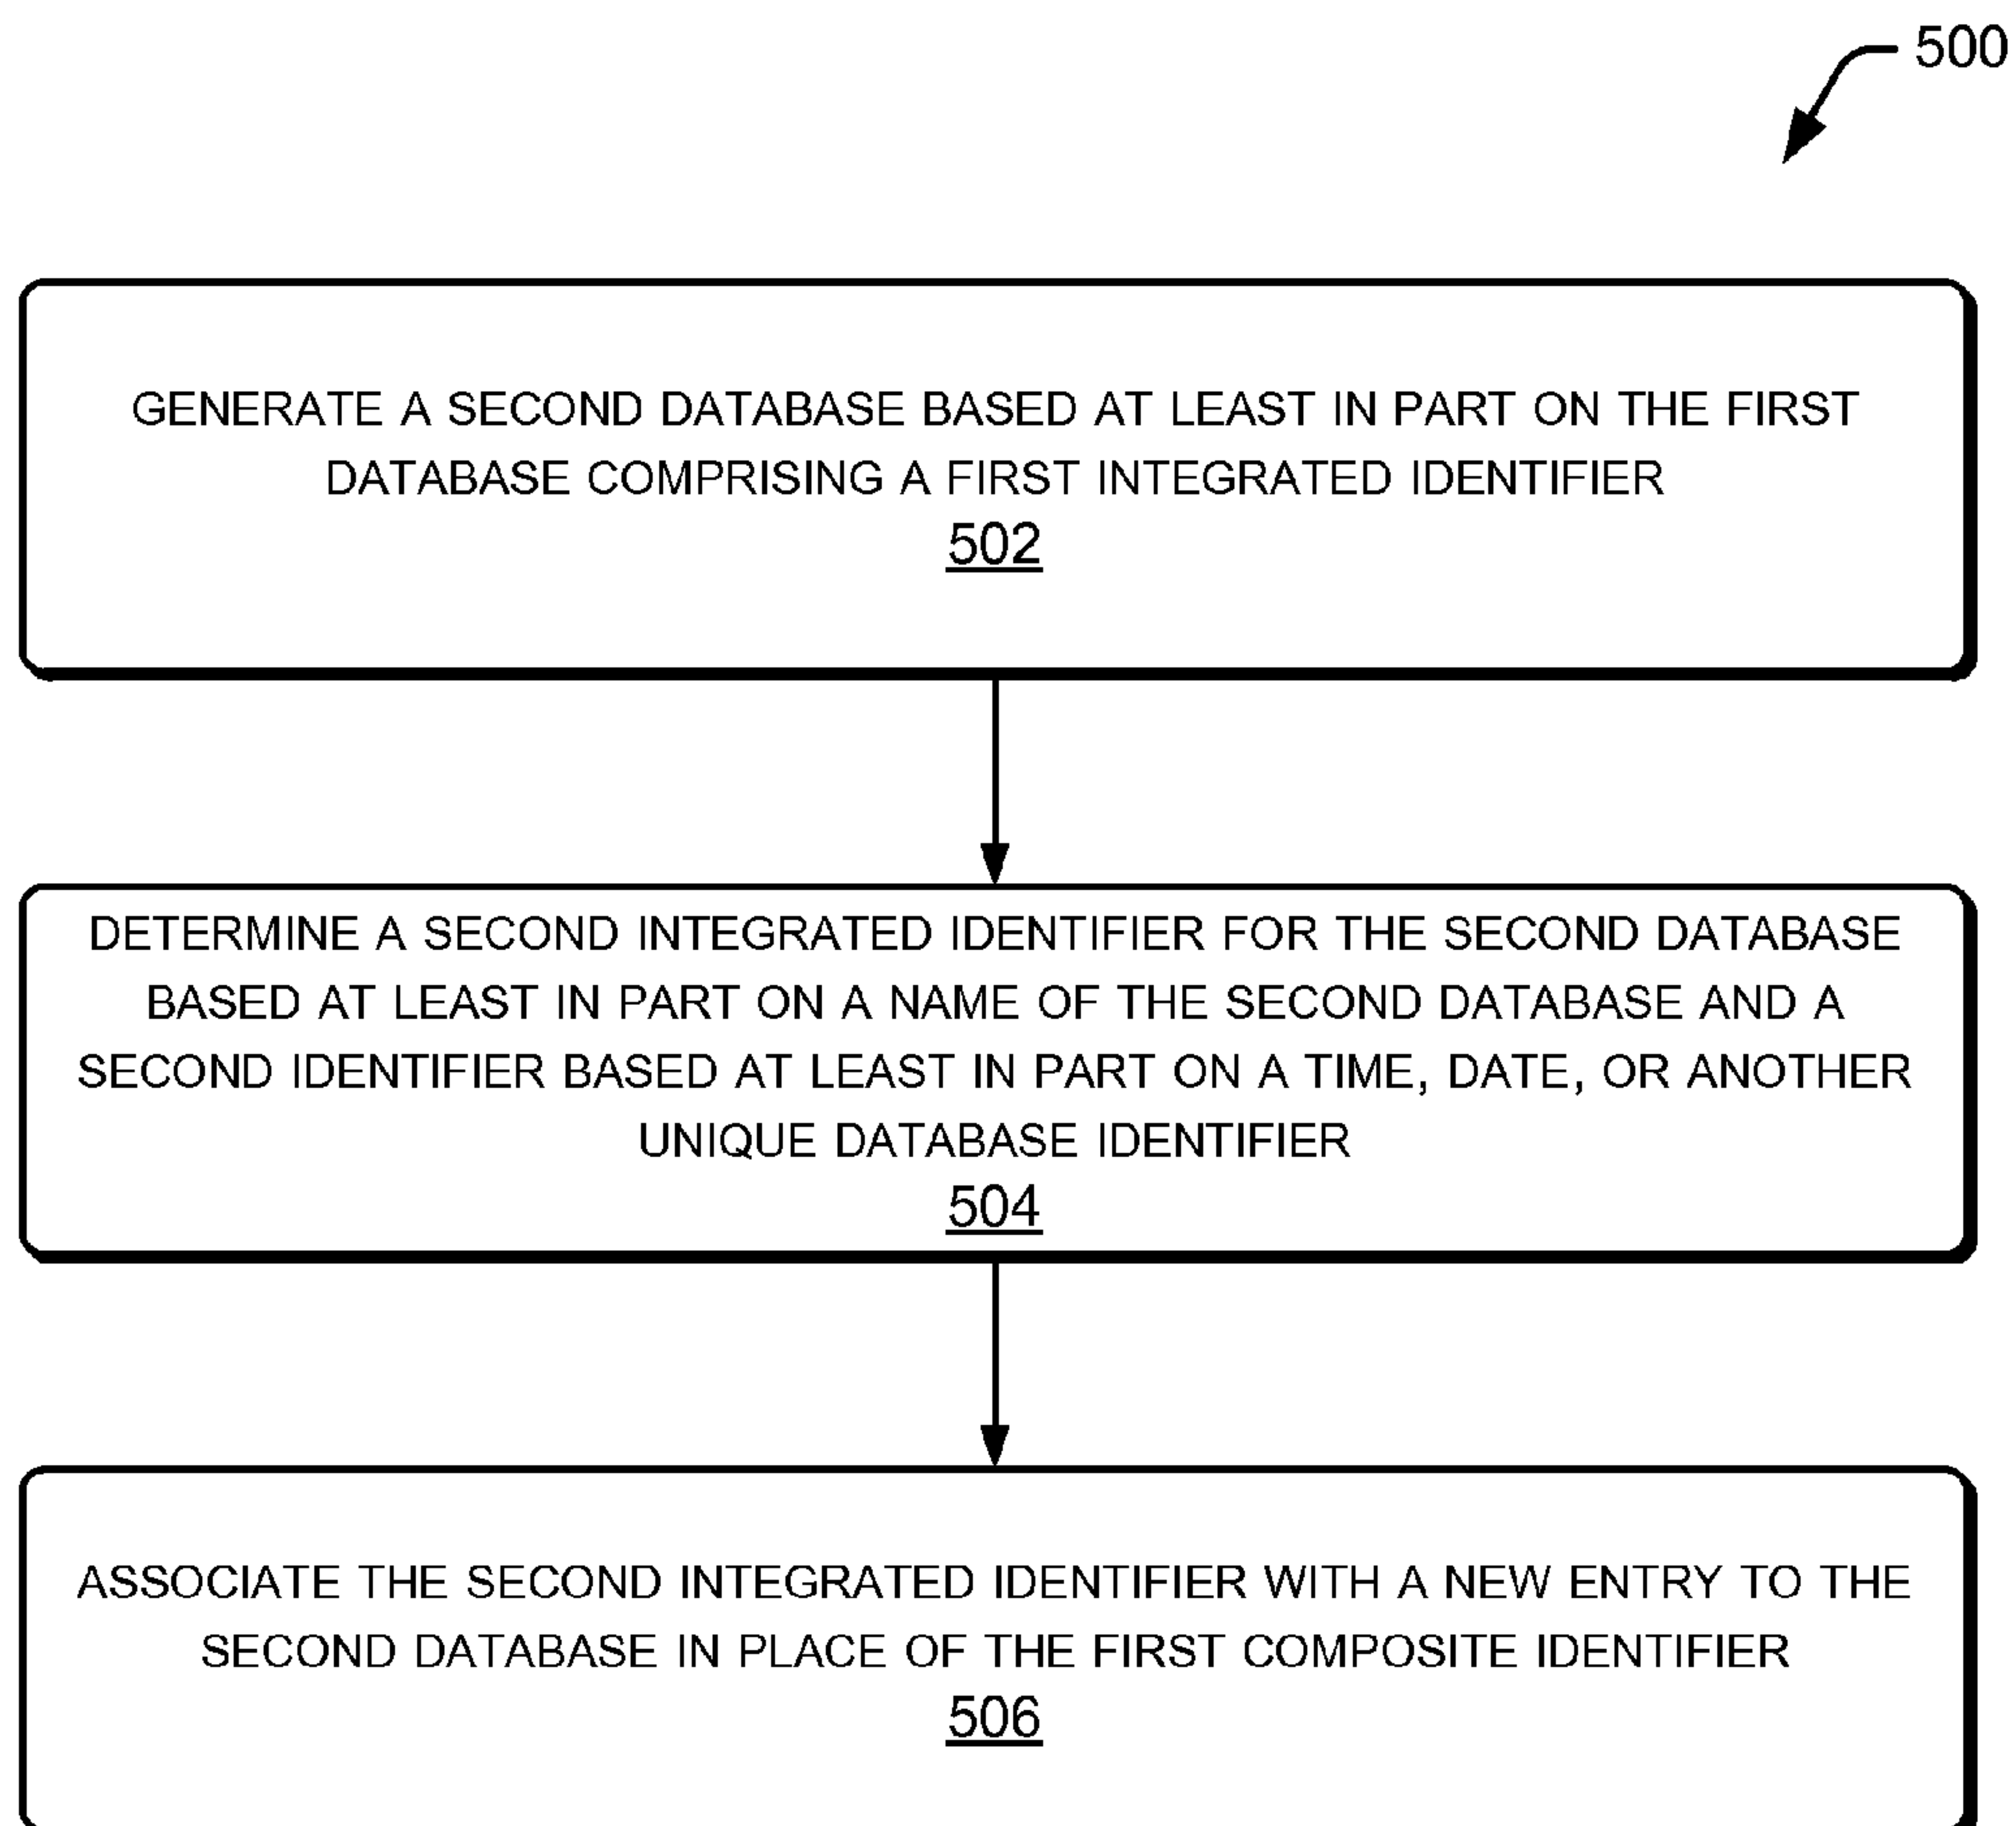 500
GENERATE A SECOND DATABASE BASED AT LEAST IN PART ON THE FIRST
DATABASE COMPRISING A FIRST INTEGRATED IDENTIFIER
502
DETERMINE A SECOND INTEGRATED IDENTIFIER FOR THE SECOND DATABASE
BASED AT LEAST IN PART ON A NAME OF THE SECOND DATABASE AND A
SECOND IDENTIFIER BASED AT LEAST IN PART ON A TIME, DATE, OR ANOTHER
UNIQUE DATABASE IDENTIFIER
504
ASSOCIATE THE SECOND INTEGRATED IDENTIFIER WITH A NEW ENTRY TO THE
SECOND DATABASE IN PLACE OF THE FIRST COMPOSITE IDENTIFIER
506